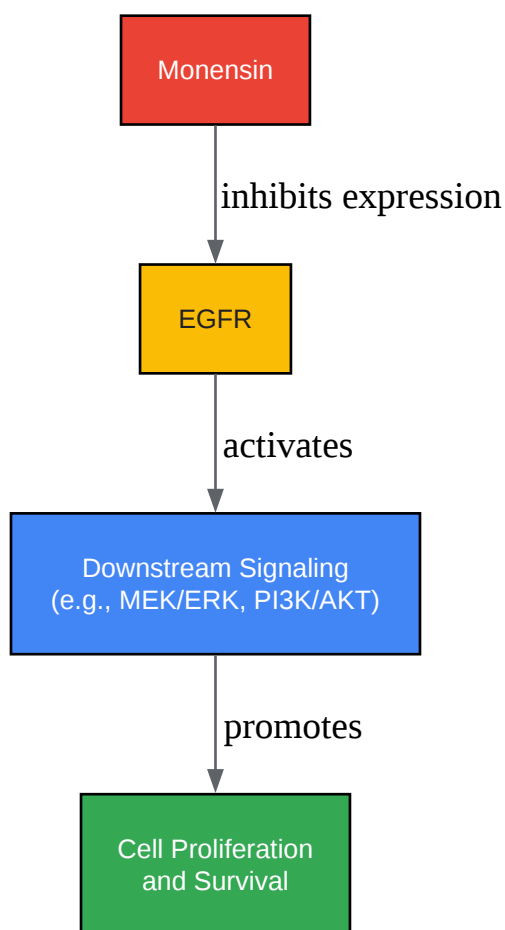 Monensin
inhibits expression
EGFR
activates
Downstream Signaling
(e.g., MEK/ERK, PI3K/AKT)
promotes
Cell Proliferation
and Survival